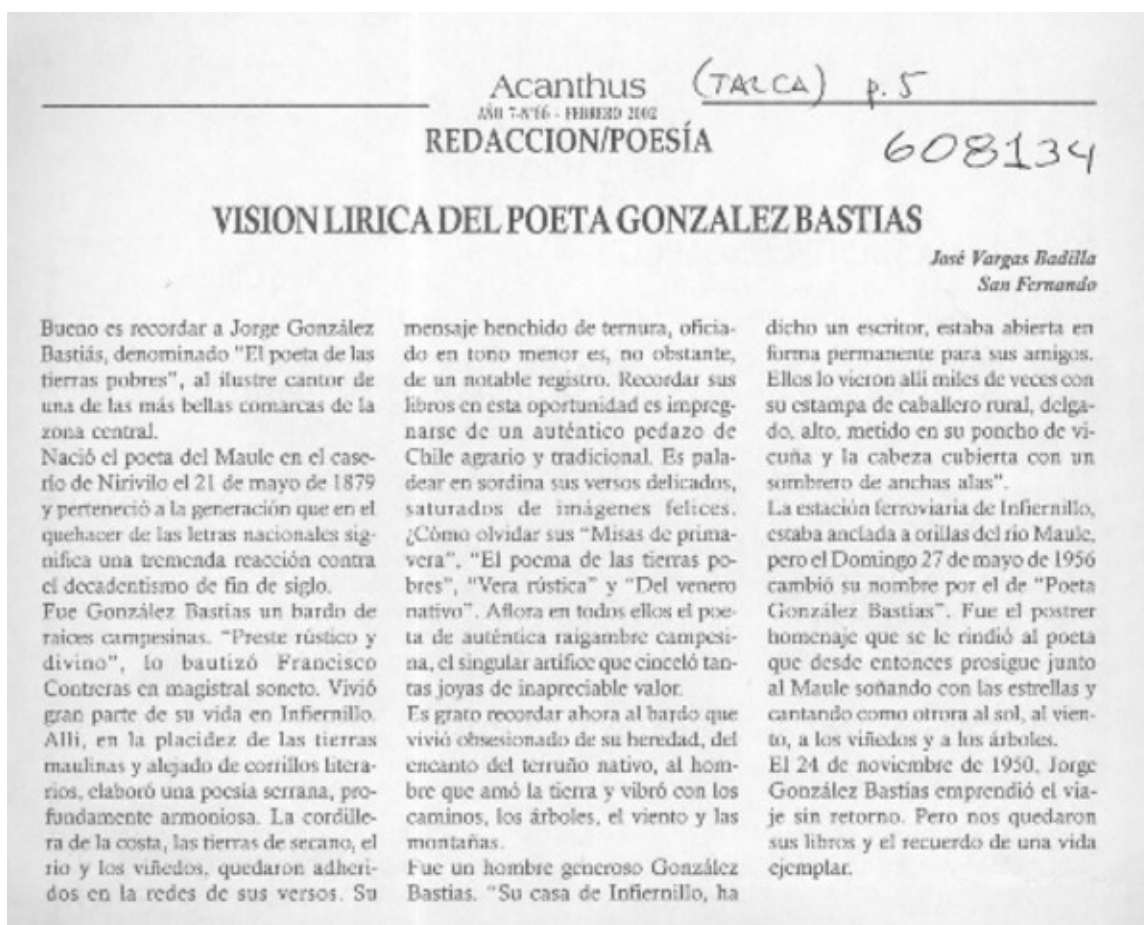 Acanthus (TALCA) p. 5
AÑO 7-Nº66 - FEBRERO 2002
REDACCION/POESÍA
608134
VISION LIRICA DEL POETA GONZALEZ BASTIAS
José Vargas Badilla
San Fernando
Bueno es recordar a Jorge González
Bastiás, denominado "El poeta de las
tierras pobres", al ilustre cantor de
una de las más bellas comarcas de la
zona central.
Nació el poeta del Maule en el case-
río de Nirivilo el 21 de mayo de 1879
y perteneció a la generación que en el
quehacer de las letras nacionales sig-
nifica una tremenda reacción contra
el decadentismo de fin de siglo.
Fue González Bastias un bardo de
raices campesinas. "Preste rústico y
divino", lo bautizó Francisco
Contreras en magistral soneto. Vivió
gran parte de su vida en Infiernillo.
Alli, en la placidez de las tierras
maulinas y alejado de corrillos litera-
rios, elaboró una poesía serrana, pro-
fundamente armoniosa. La cordille-
ra de la costa, las tierras de secano, el
rio y los viñedos, quedaron adheri-
dos en la redes de sus versos. Su
mensaje henchido de ternura, oficia-
do en tono menor es, no obstante,
de un notable registro. Recordar sus
libros en esta oportunidad es impreg-
narse de un auténtico pedazo de
Chile agrario y tradicional. Es pala-
dear en sordina sus versos delicados,
saturados de imágenes felices.
¿Cómo olvidar sus "Misas de prima-
vera", "El poema de las tierras po-
bres", "Vera rústica" y "Del venero
nativo". Aflora en todos ellos el poe-
ta de auténtica raigambre campesi-
na, el singular artífice que cinceló tan-
tas joyas de inapreciable valor.
Es grato recordar ahora al bardo que
vivió obsesionado de su heredad, del
encanto del terruño nativo, al hom-
bre que amó la tierra y vibró con los
caminos, los árboles, el viento y las
montañas.
Fue un hombre generoso González
Bastias. "Su casa de Infiernillo, ha
dicho un escritor, estaba abierta en
forma permanente para sus amigos.
Ellos lo vieron alli miles de veces con
su estampa de caballero rural, delga-
do, alto, metido en su poncho de vi-
cuña y la cabeza cubierta con un
sombrero de anchas alas".
La estación ferroviaria de Infiernillo,
estaba anclada a orillas del rio Maule,
pero el Domingo 27 de mayo de 1956
cambió su nombre por el de "Poeta
González Bastias". Fue el postrer
homenaje que se le rindió al poeta
que desde entonces prosigue junto
al Maule soñando con las estrellas y
cantando como otrora al sol, al vien-
to, a los viñedos y a los árboles.
El 24 de noviembre de 1950, Jorge
González Bastias emprendió el via-
je sin retorno. Pero nos quedaron
sus libros y el recuerdo de una vida
ejemplar.